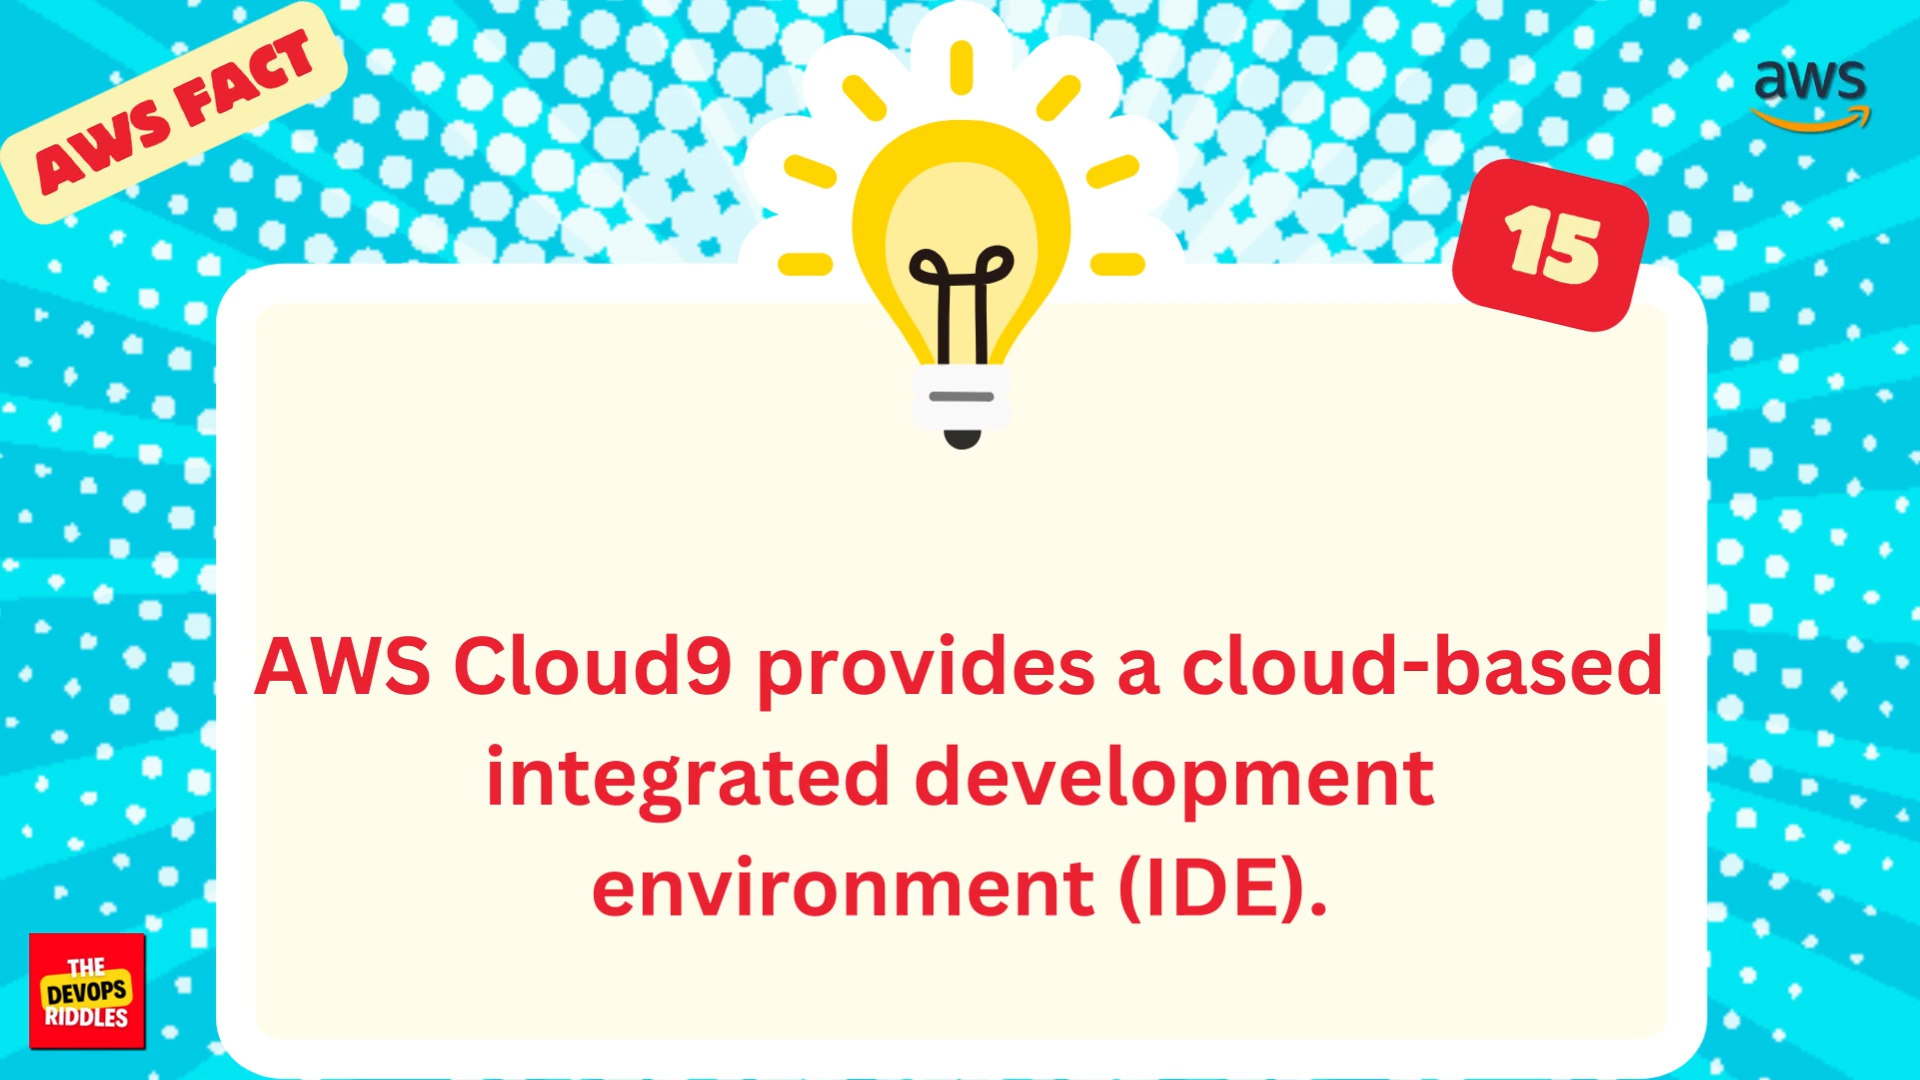 AWS FACT
aws
15
AWS Cloud9 provides a cloud-based
integrated development
environment (IDE).
THE
DEVOPS
RIDDLES